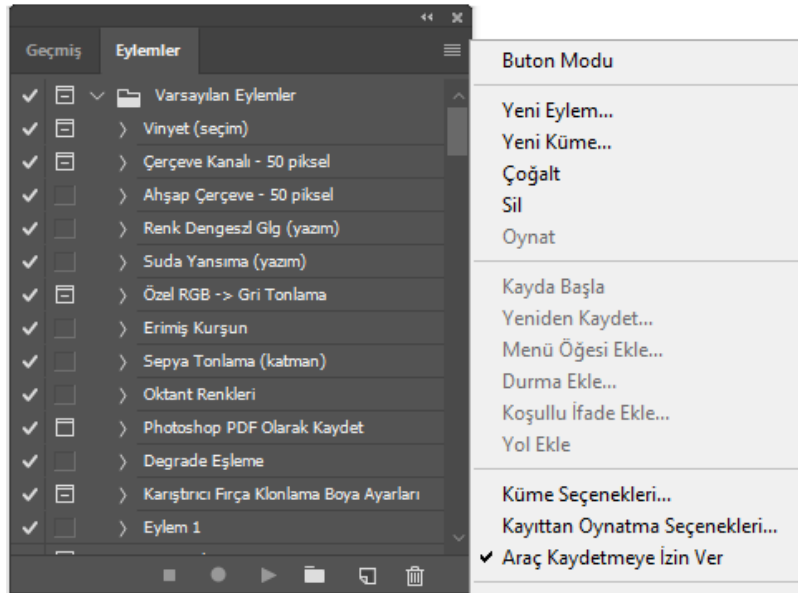 Geçmiş Eylemler
Varsayılan Eylemler
Vinyet (seçim)
Çerçeve Kanalı - 50 piksel
Ahşap Çerçeve - 50 piksel
Renk Dengeszl Glg (yazım)
Suda Yansıma (yazım)
Özel RGB -> Gri Tonlama
Erimiş Kurşun
Sepya Tonlama (katman)
Oktant Renkleri
Photoshop PDF Olarak Kaydet
Degrade Eşleme
Karıştırıcı Fırça Klonlama Boya Ayarları
Eylem 1
Buton Modu
Yeni Eylem...
Yeni Küme...
Çoğalt
Sil
Oynat
Kayda Başla
Yeniden Kaydet...
Menü Öğesi Ekle...
Durma Ekle...
Koşullu İfade Ekle...
Yol Ekle
Küme Seçenekleri...
Kayıttan Oynatma Seçenekleri...
Araç Kaydetmeye İzin Ver